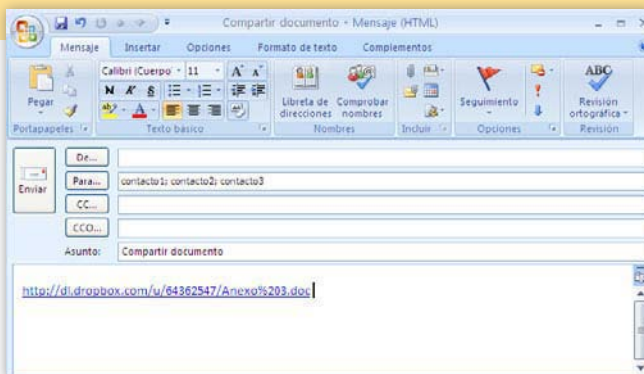 Compartir documento - Mensaje (HTML)
Mensaje Insertar Opciones Formato de texto Complementos
Calibri (Cuerpo 11 A A
Pegar N K S Libreta de direcciones Comprobar nombres Seguimiento ABC Revisión ortográfica
Portapapeles Texto básico Nombres Incluir Opciones Revisión
De...
Enviar Para... contacto1; contacto2; contacto3
CC...
CCO...
Asunto: Compartir documento
http://dl.dropbox.com/u/64362547/Anexo%203.doc